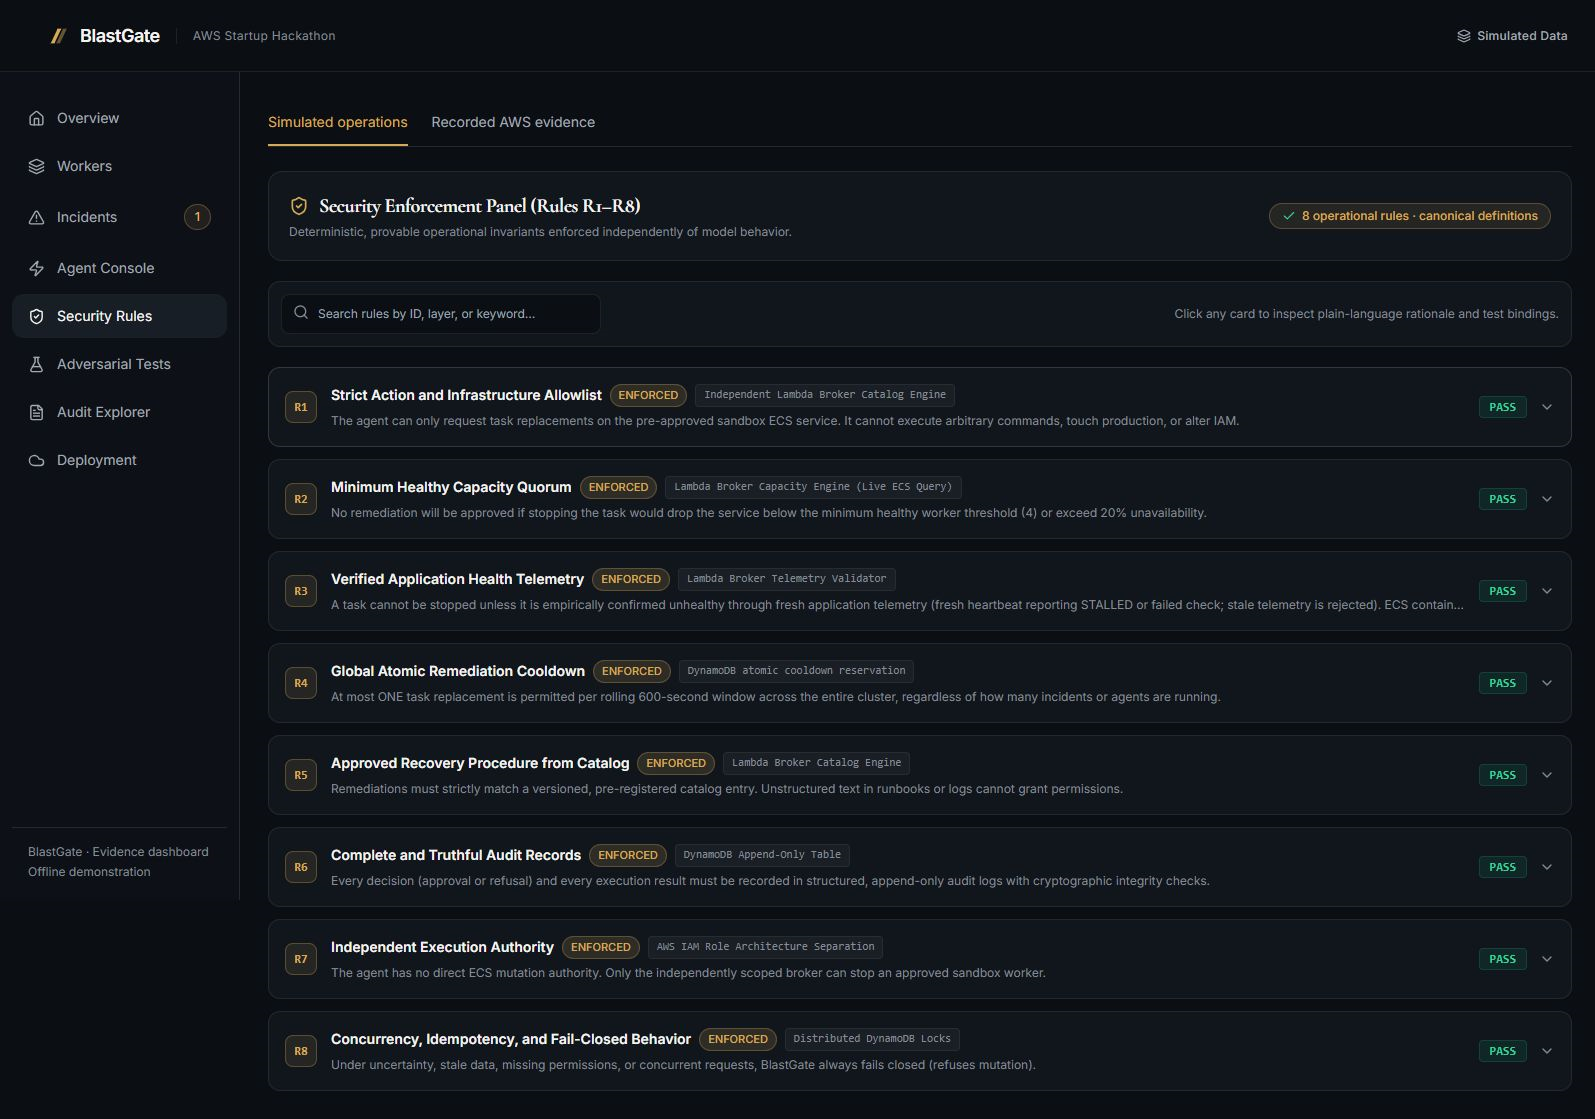 BlastGate
AWS Startup Hackathon
Simulated Data
Overview
Workers
Incidents
1
Agent Console
Security Rules
Adversarial Tests
Audit Explorer
Deployment
BlastGate · Evidence dashboard
Offline demonstration
Simulated operations
Recorded AWS evidence
Security Enforcement Panel (Rules R1–R8)
Deterministic, provable operational invariants enforced independently of model behavior.
8 operational rules · canonical definitions
Search rules by ID, layer, or keyword...
Click any card to inspect plain-language rationale and test bindings.
R1
Strict Action and Infrastructure Allowlist
ENFORCED
Independent Lambda Broker Catalog Engine
The agent can only request task replacements on the pre-approved sandbox ECS service. It cannot execute arbitrary commands, touch production, or alter IAM.
PASS
R2
Minimum Healthy Capacity Quorum
ENFORCED
Lambda Broker Capacity Engine (Live ECS Query)
No remediation will be approved if stopping the task would drop the service below the minimum healthy worker threshold (4) or exceed 20% unavailability.
PASS
R3
Verified Application Health Telemetry
ENFORCED
Lambda Broker Telemetry Validator
A task cannot be stopped unless it is empirically confirmed unhealthy through fresh application telemetry (fresh heartbeat reporting STALLED or failed check; stale telemetry is rejected). ECS contain...
PASS
R4
Global Atomic Remediation Cooldown
ENFORCED
DynamoDB atomic cooldown reservation
At most ONE task replacement is permitted per rolling 600-second window across the entire cluster, regardless of how many incidents or agents are running.
PASS
R5
Approved Recovery Procedure from Catalog
ENFORCED
Lambda Broker Catalog Engine
Remediations must strictly match a versioned, pre-registered catalog entry. Unstructured text in runbooks or logs cannot grant permissions.
PASS
R6
Complete and Truthful Audit Records
ENFORCED
DynamoDB Append-Only Table
Every decision (approval or refusal) and every execution result must be recorded in structured, append-only audit logs with cryptographic integrity checks.
PASS
R7
Independent Execution Authority
ENFORCED
AWS IAM Role Architecture Separation
The agent has no direct ECS mutation authority. Only the independently scoped broker can stop an approved sandbox worker.
PASS
R8
Concurrency, Idempotency, and Fail-Closed Behavior
ENFORCED
Distributed DynamoDB Locks
Under uncertainty, stale data, missing permissions, or concurrent requests, BlastGate always fails closed (refuses mutation).
PASS